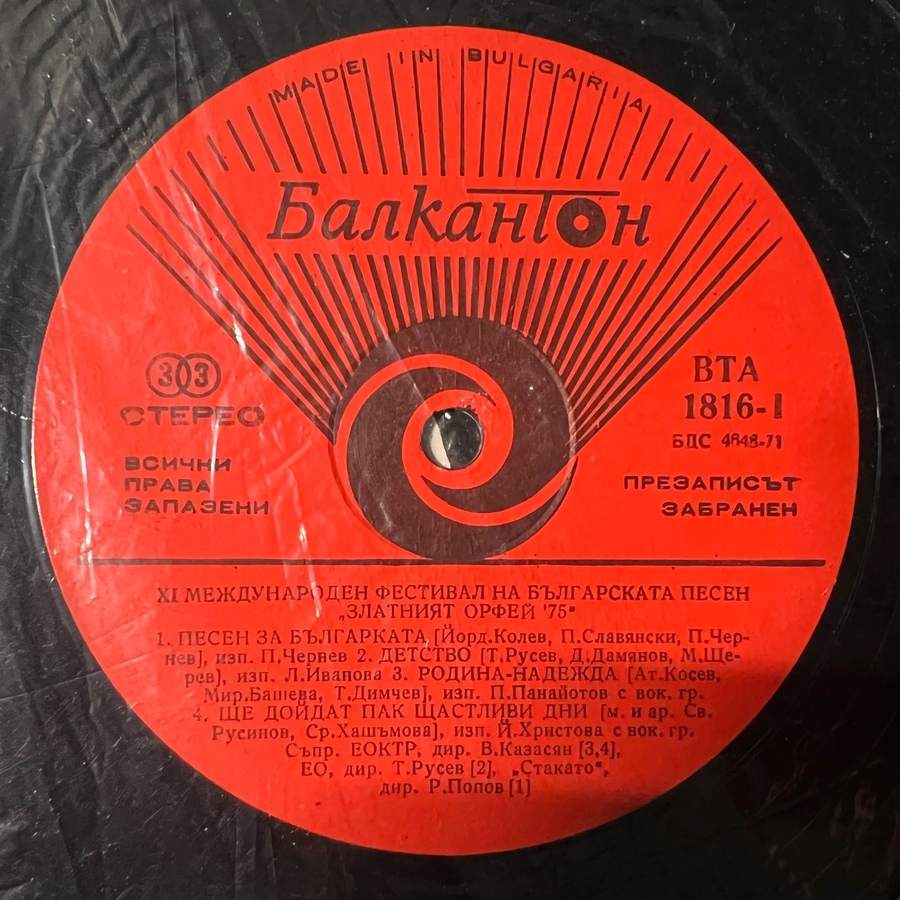 MADE IN BULGARIA
Балкантон
33
СТЕРЕО
ВСИЧКИ
ПРАВА
ЗАПАЗЕНИ
ВТА
1816-I
БДС 4848-71
ПРЕЗАПИСЪТ
ЗАБРАНЕН
XI МЕЖДУНАРОДЕН ФЕСТИВАЛ НА БЪЛГАРСКАТА ПЕСЕН
„ЗЛАТНИЯТ ОРФЕЙ '75“
1. ПЕСЕН ЗА БЪЛГАРКАТА [Йорд.Колев, П.Славянски, П.Чер-
нев], изп. П.Чернев 2. ДЕТСТВО [Т.Русев, Д.Дамянов, М.Ще-
рев], изп. Л.Иванова 3. РОДИНА-НАДЕЖДА [Ат.Косев,
Мир.Башева, Т.Димчев], изп. П.Панайотов с вок. гр.
4. ЩЕ ДОЙДАТ ПАК ЩАСТЛИВИ ДНИ [м. и ар. Св.
Русинов, Ср.Хашъмова], изп. Й.Христова с вок. гр.
Съпр. ЕОКТР, дир. В.Казасян [3,4],
ЕО, дир. Т.Русев [2], „Стакато“,
дир. Р.Попов [1]